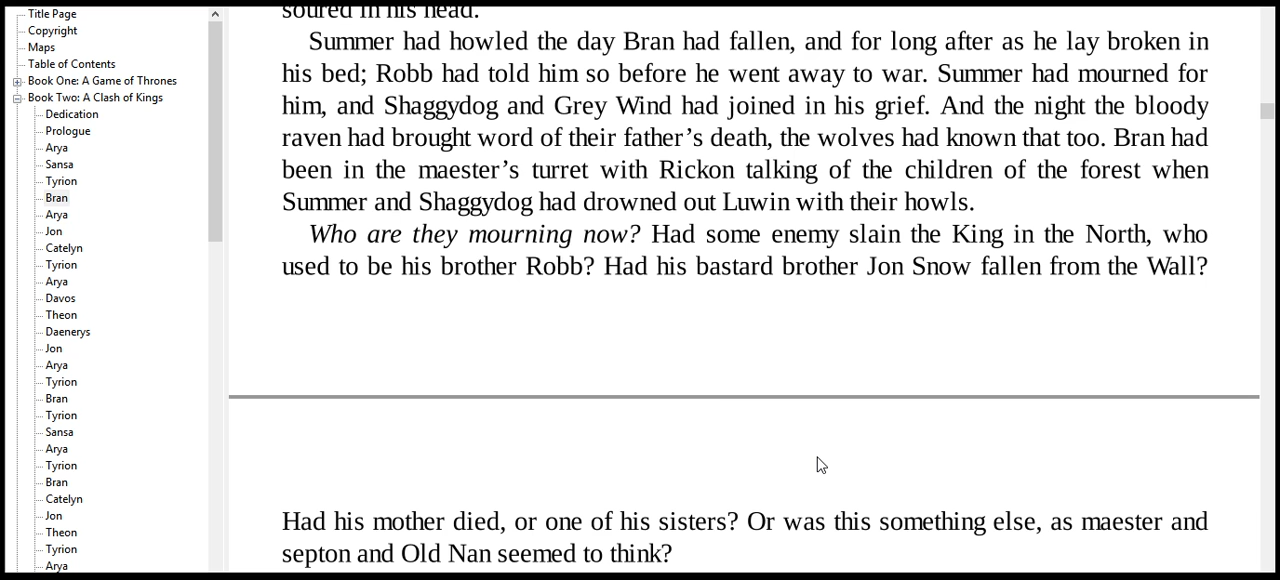 Title Page
Copyright
Maps
Table of Contents
Book One: A Game of Thrones
Book Two: A Clash of Kings
Dedication
Prologue
Arya
Sansa
Tyrion
Bran
Arya
Jon
Catelyn
Tyrion
Arya
Davos
Theon
Daenerys
Jon
Arya
Tyrion
Bran
Tyrion
Sansa
Arya
Tyrion
Bran
Catelyn
Jon
Theon
Tyrion
Arya
soured in his head.
Summer had howled the day Bran had fallen, and for long after as he lay broken in
his bed; Robb had told him so before he went away to war. Summer had mourned for
him, and Shaggydog and Grey Wind had joined in his grief. And the night the bloody
raven had brought word of their father’s death, the wolves had known that too. Bran had
been in the maester’s turret with Rickon talking of the children of the forest when
Summer and Shaggydog had drowned out Luwin with their howls.
Who are they mourning now? Had some enemy slain the King in the North, who
used to be his brother Robb? Had his bastard brother Jon Snow fallen from the Wall?
Had his mother died, or one of his sisters? Or was this something else, as maester and
septon and Old Nan seemed to think?